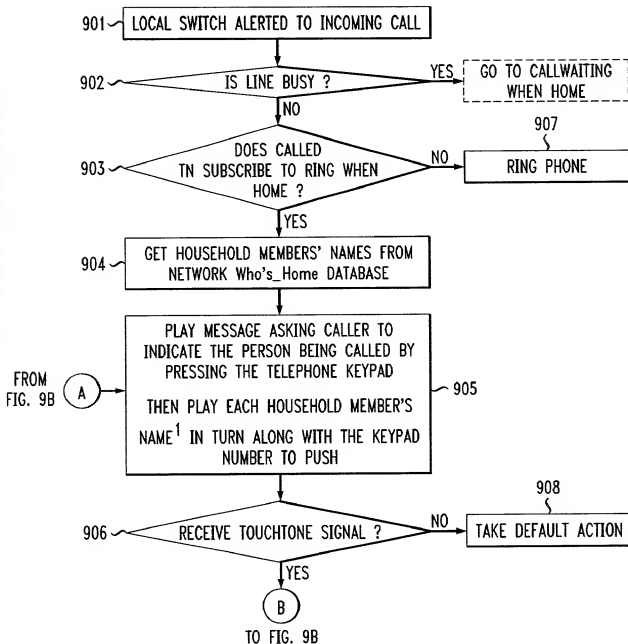 901 LOCAL SWITCH ALERTED TO INCOMING CALL
902 IS LINE BUSY ?
YES
GO TO CALLWAITING
WHEN HOME
NO
903 DOES CALLED
TN SUBSCRIBE TO RING WHEN
HOME ?
NO
907
RING PHONE
YES
904 GET HOUSEHOLD MEMBERS' NAMES FROM
NETWORK Who's_Home DATABASE
FROM
FIG. 9B
A
PLAY MESSAGE ASKING CALLER TO
INDICATE THE PERSON BEING CALLED BY
PRESSING THE TELEPHONE KEYPAD
THEN PLAY EACH HOUSEHOLD MEMBER'S
NAME¹ IN TURN ALONG WITH THE KEYPAD
NUMBER TO PUSH
905
906 RECEIVE TOUCHTONE SIGNAL ?
NO
908
TAKE DEFAULT ACTION
YES
B
TO FIG. 9B